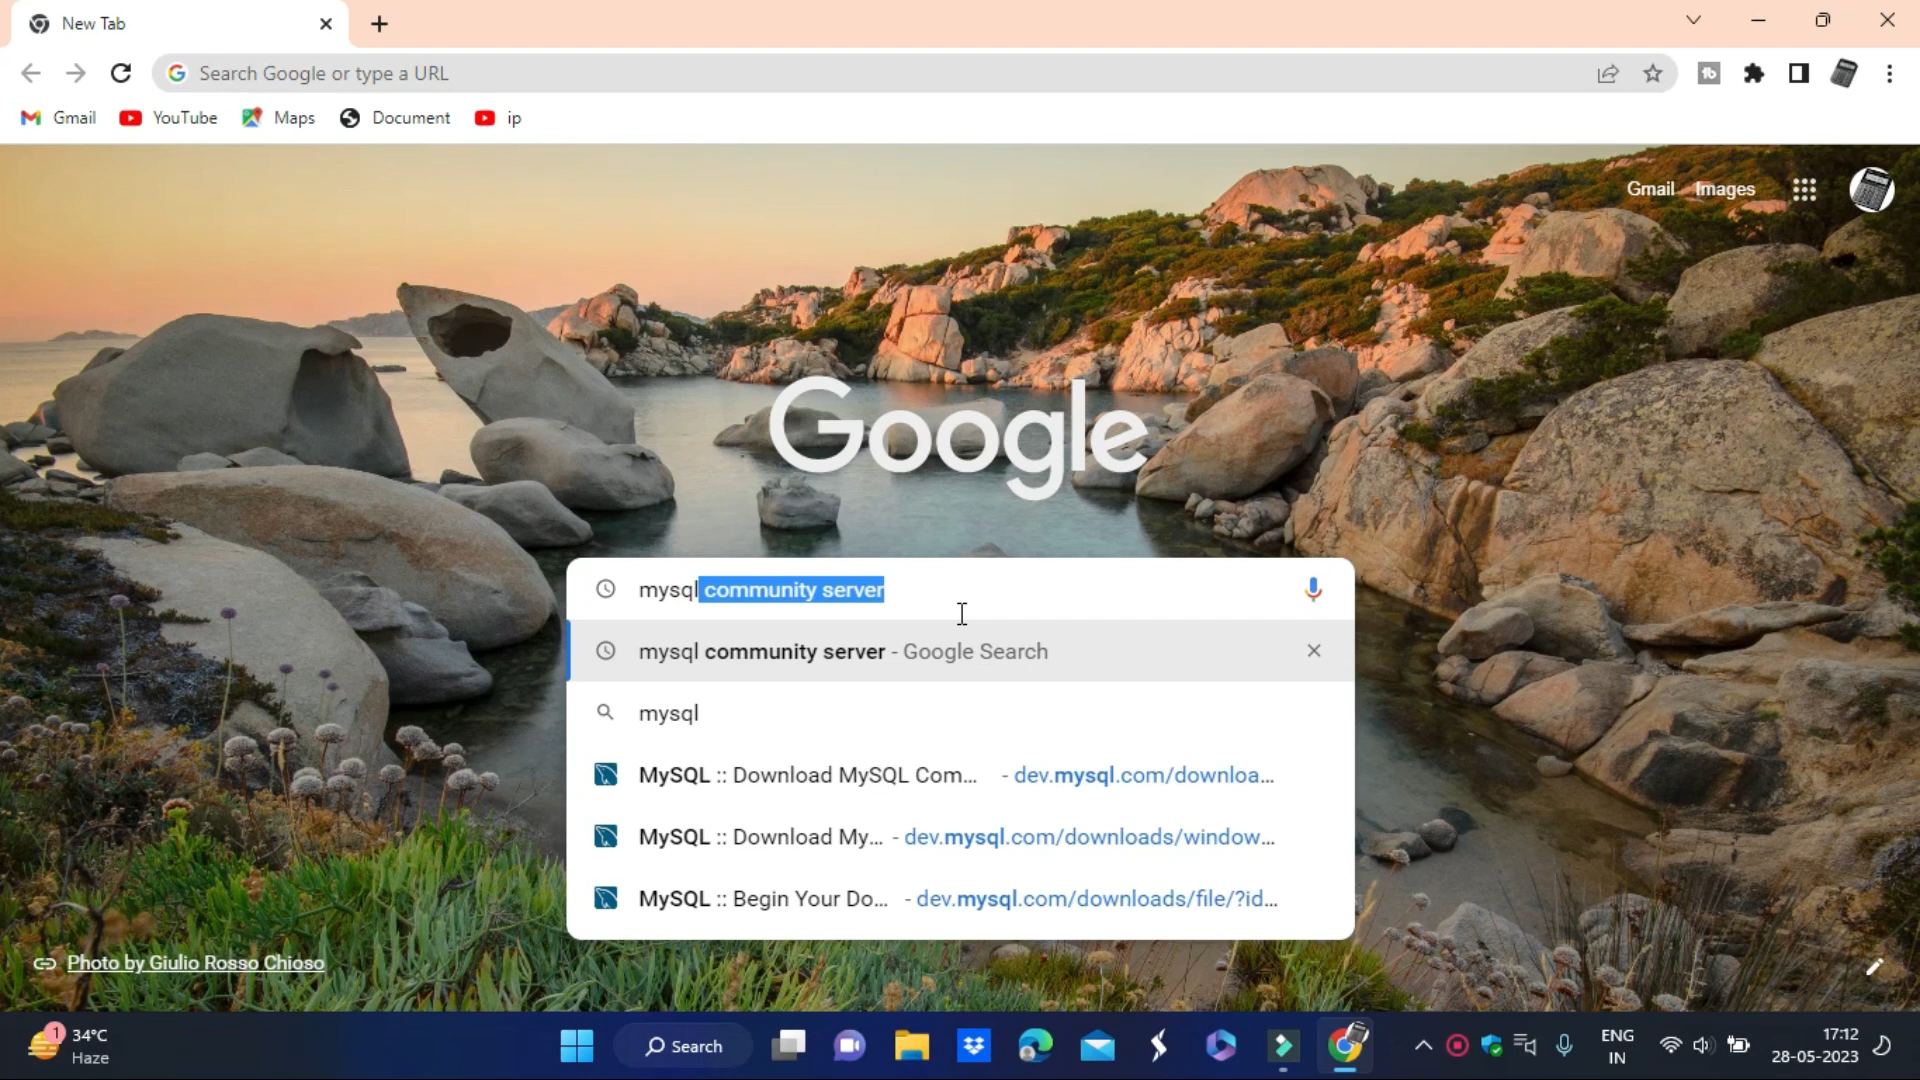 New Tab
Search Google or type a URL
Gmail YouTube Maps Document ip
Gmail Images
Google
mysql community server
mysql community server - Google Search
mysql
MySQL :: Download MySQL Com... - dev.mysql.com/downloa...
MySQL :: Download My... - dev.mysql.com/downloads/window...
MySQL :: Begin Your Do... - dev.mysql.com/downloads/file/?id...
Photo by Giulio Rosso Chioso
1 34°C
Haze
Search
ENG
IN
17:12
28-05-2023